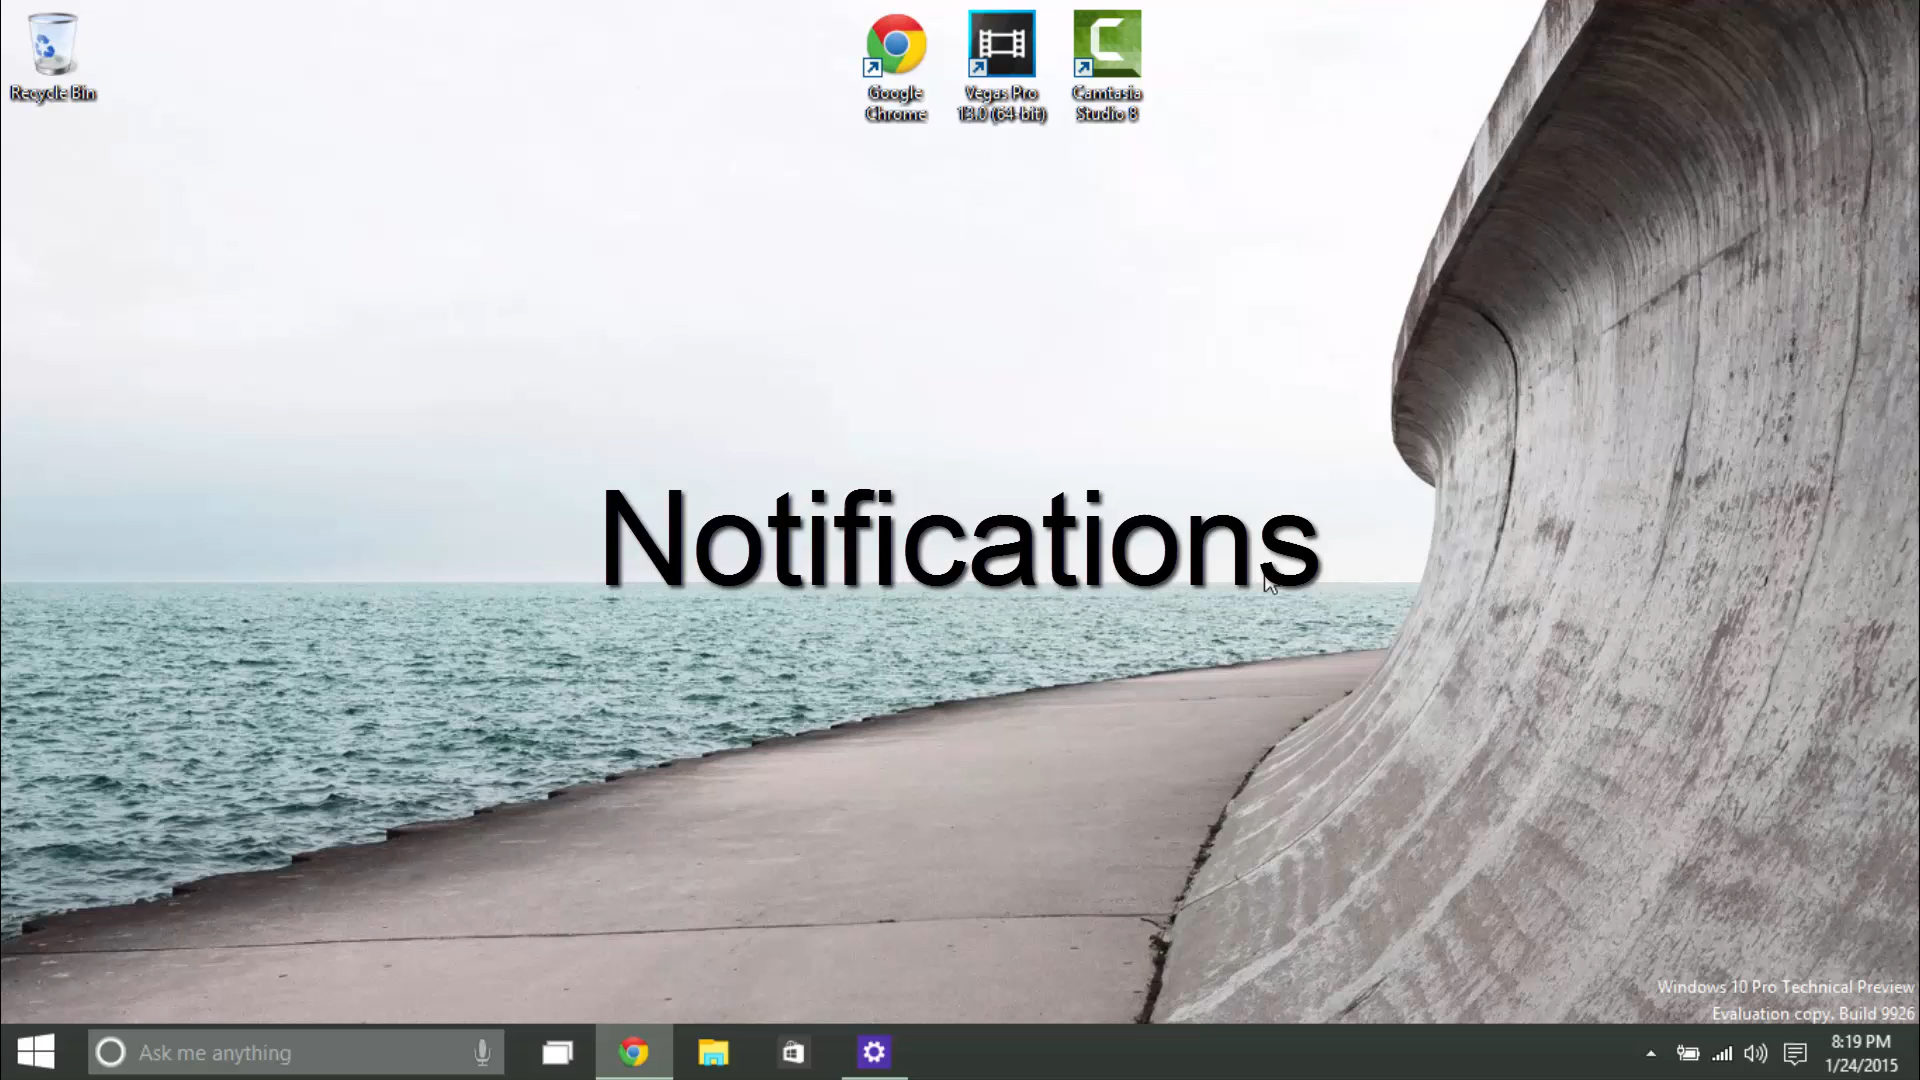 Recycle Bin
Google
Chrome
Vegas Pro
13.0 (64-bit)
Camtasia
Studio 8
Notifications
Windows 10 Pro Technical Preview
Evaluation copy. Build 9926
Ask me anything
8:19 PM
1/24/2015